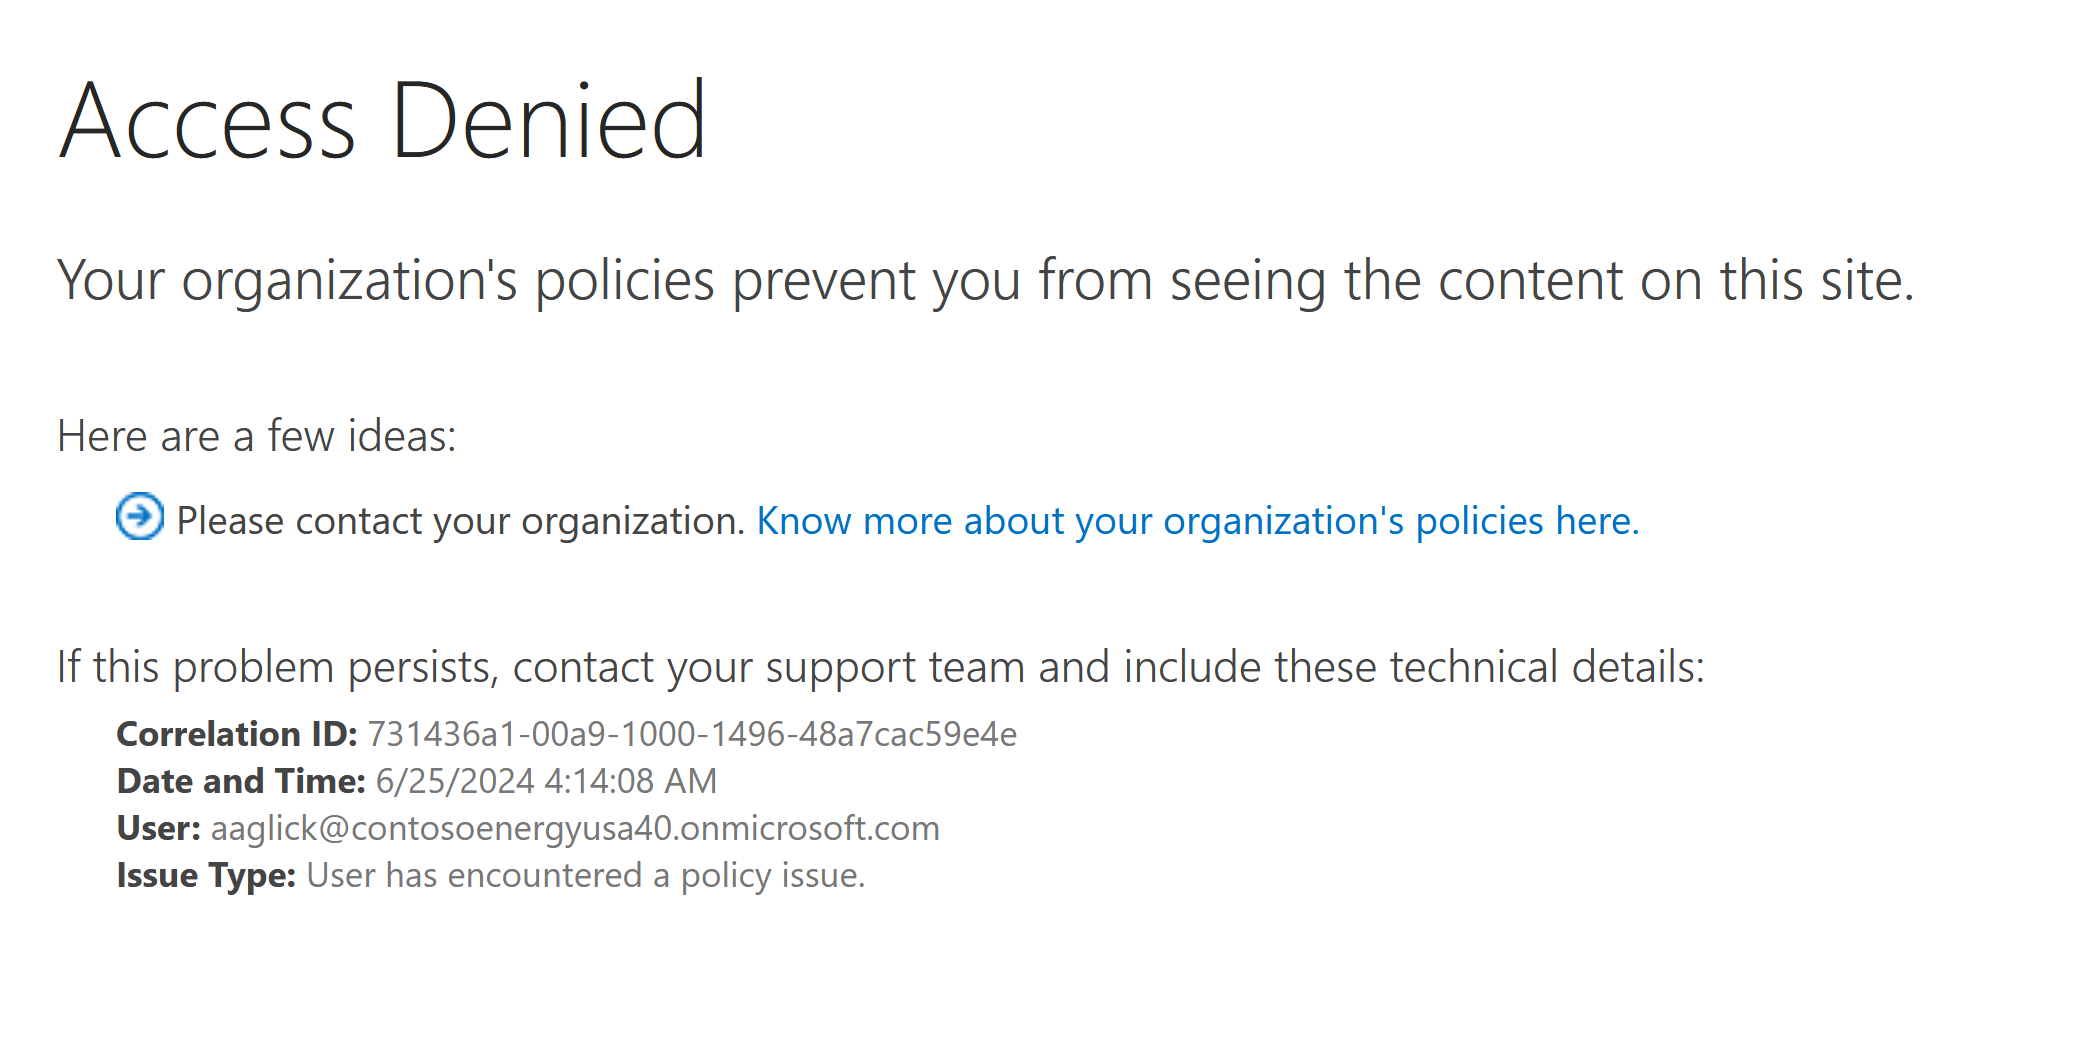 Access Denied
Your organization's policies prevent you from seeing the content on this site.
Here are a few ideas:
Please contact your organization. Know more about your organization's policies here.
If this problem persists, contact your support team and include these technical details:
Correlation ID: 731436a1-00a9-1000-1496-48a7cac59e4e
Date and Time: 6/25/2024 4:14:08 AM
User: aaglick@contosoenergyusa40.onmicrosoft.com
Issue Type: User has encountered a policy issue.